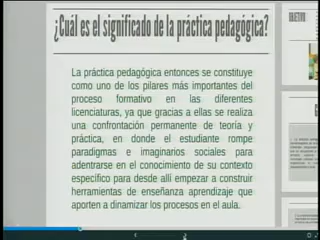 ¿Cuál es el significado de la práctica pedagógica?
OBJETIVO
La práctica pedagógica entonces se constituye
como uno de los pilares más importantes del
proceso formativo en las diferentes
licenciaturas, ya que gracias a ellas se realiza
una confrontación permanente de teoría y
práctica, en donde el estudiante rompe
paradigmas e imaginarios sociales para
adentrarse en el conocimiento de su contexto
específico para desde allí empezar a construir
herramientas de enseñanza aprendizaje que
aporten a dinamizar los procesos en el aula.